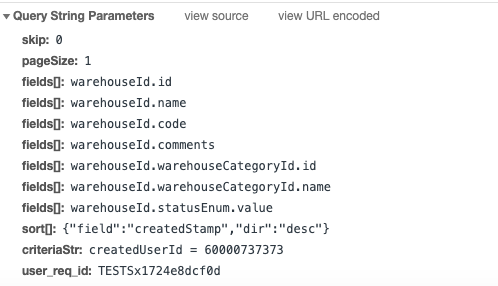 Query String Parameters view source view URL encoded
skip: 0
pageSize: 1
fields[]: warehouseId.id
fields[]: warehouseId.name
fields[]: warehouseId.code
fields[]: warehouseId.comments
fields[]: warehouseId.warehouseCategoryId.id
fields[]: warehouseId.warehouseCategoryId.name
fields[]: warehouseId.statusEnum.value
sort[]: {"field":"createdStamp","dir":"desc"}
criteriaStr: createdUserId = 60000737373
user_req_id: TESTSx1724e8dcf0d